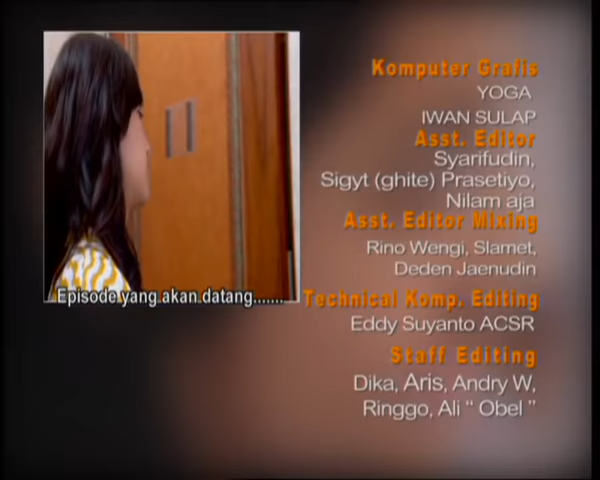 Komputer Grafis
YOGA
IWAN SULAP
Asst. Editor
Syarifudin,
Sigyt (ghite) Prasetiyo,
Nilam aja
Asst. Editor Mixing
Rino Wengi, Slamet,
Deden Jaenudin
Episode yang akan datang.......
Technical Komp. Editing
Eddy Suyanto ACSR
Staff Editing
Dika, Aris, Andry W,
Ringgo, Ali “ Obel ”